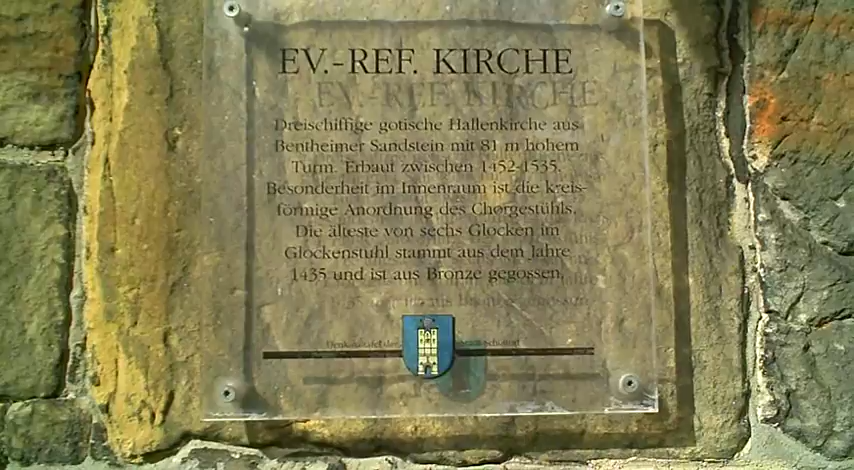 EV.-REF. KIRCHE
Dreischiffige gotische Hallenkirche aus
Bentheimer Sandstein mit 81 m hohem
Turm. Erbaut zwischen 1452-1535.
Besonderheit im Innenraum ist die kreis-
förmige Anordnung des Chorgestühls.
Die älteste von sechs Glocken im
Glockenstuhl stammt aus dem Jahre
1435 und ist aus Bronze gegossen.
Denkmaltafel der